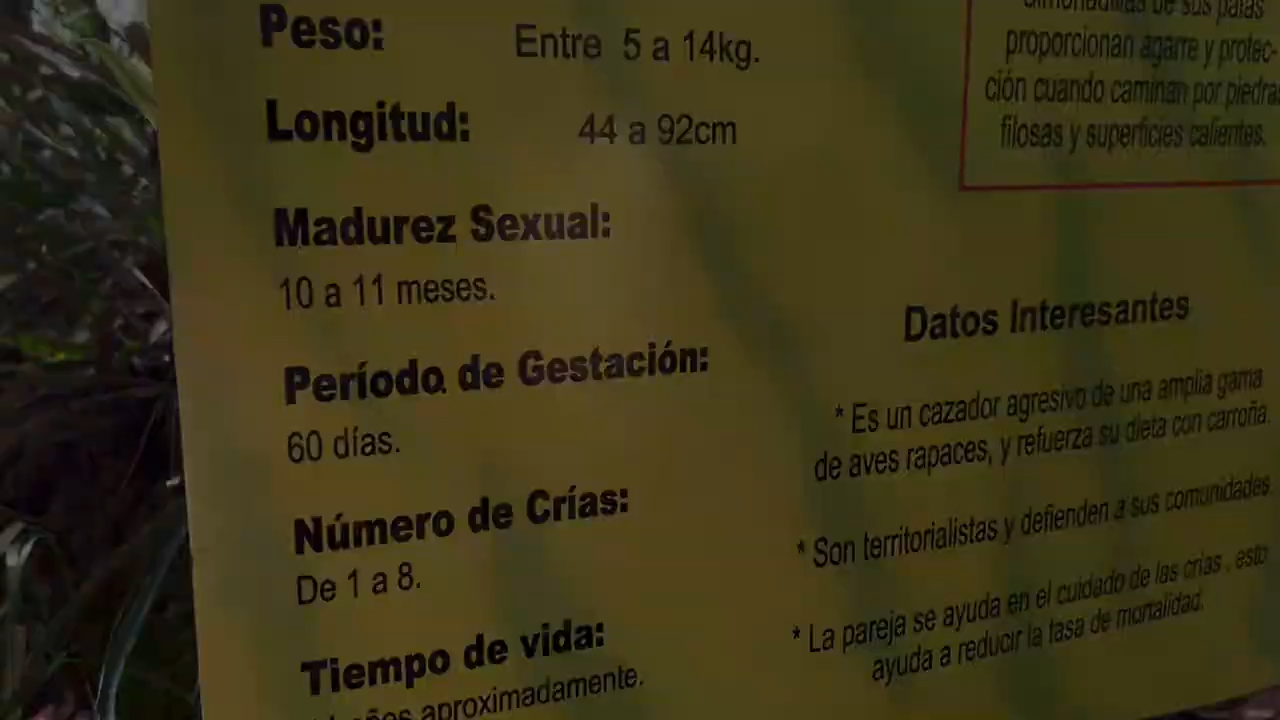 Peso: Entre 5 a 14kg.
Longitud: 44 a 92cm
Madurez Sexual:
10 a 11 meses.
Período de Gestación:
60 días.
Número de Crías:
De 1 a 8.
Tiempo de vida:
años aproximadamente.
de sus patas
proporcionan agarre y protec-
ción cuando caminan por piedras
filosas y superficies calientes.
Datos Interesantes
* Es un cazador agresivo de una amplia gama
de aves rapaces, y refuerza su dieta con carroña.
* Son territorialistas y defienden a sus comunidades
* La pareja se ayuda en el cuidado de las crías , esto
ayuda a reducir la tasa de mortalidad.